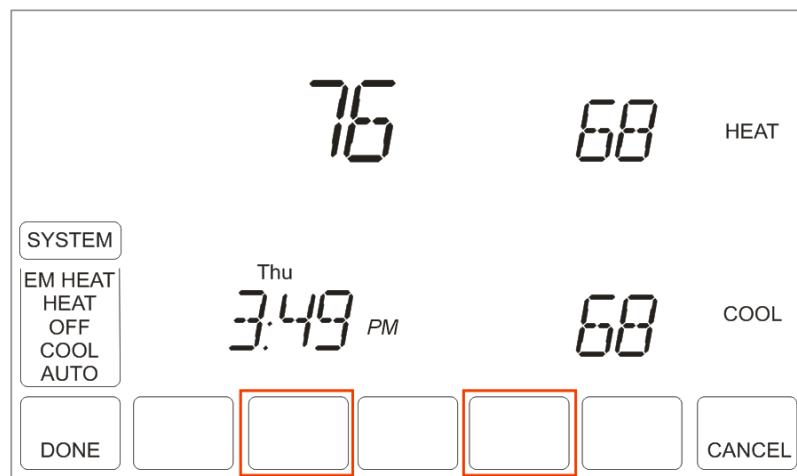 76
68
HEAT
SYSTEM
EM HEAT
HEAT
OFF
COOL
AUTO
Thu
3:49 PM
68
COOL
DONE
CANCEL